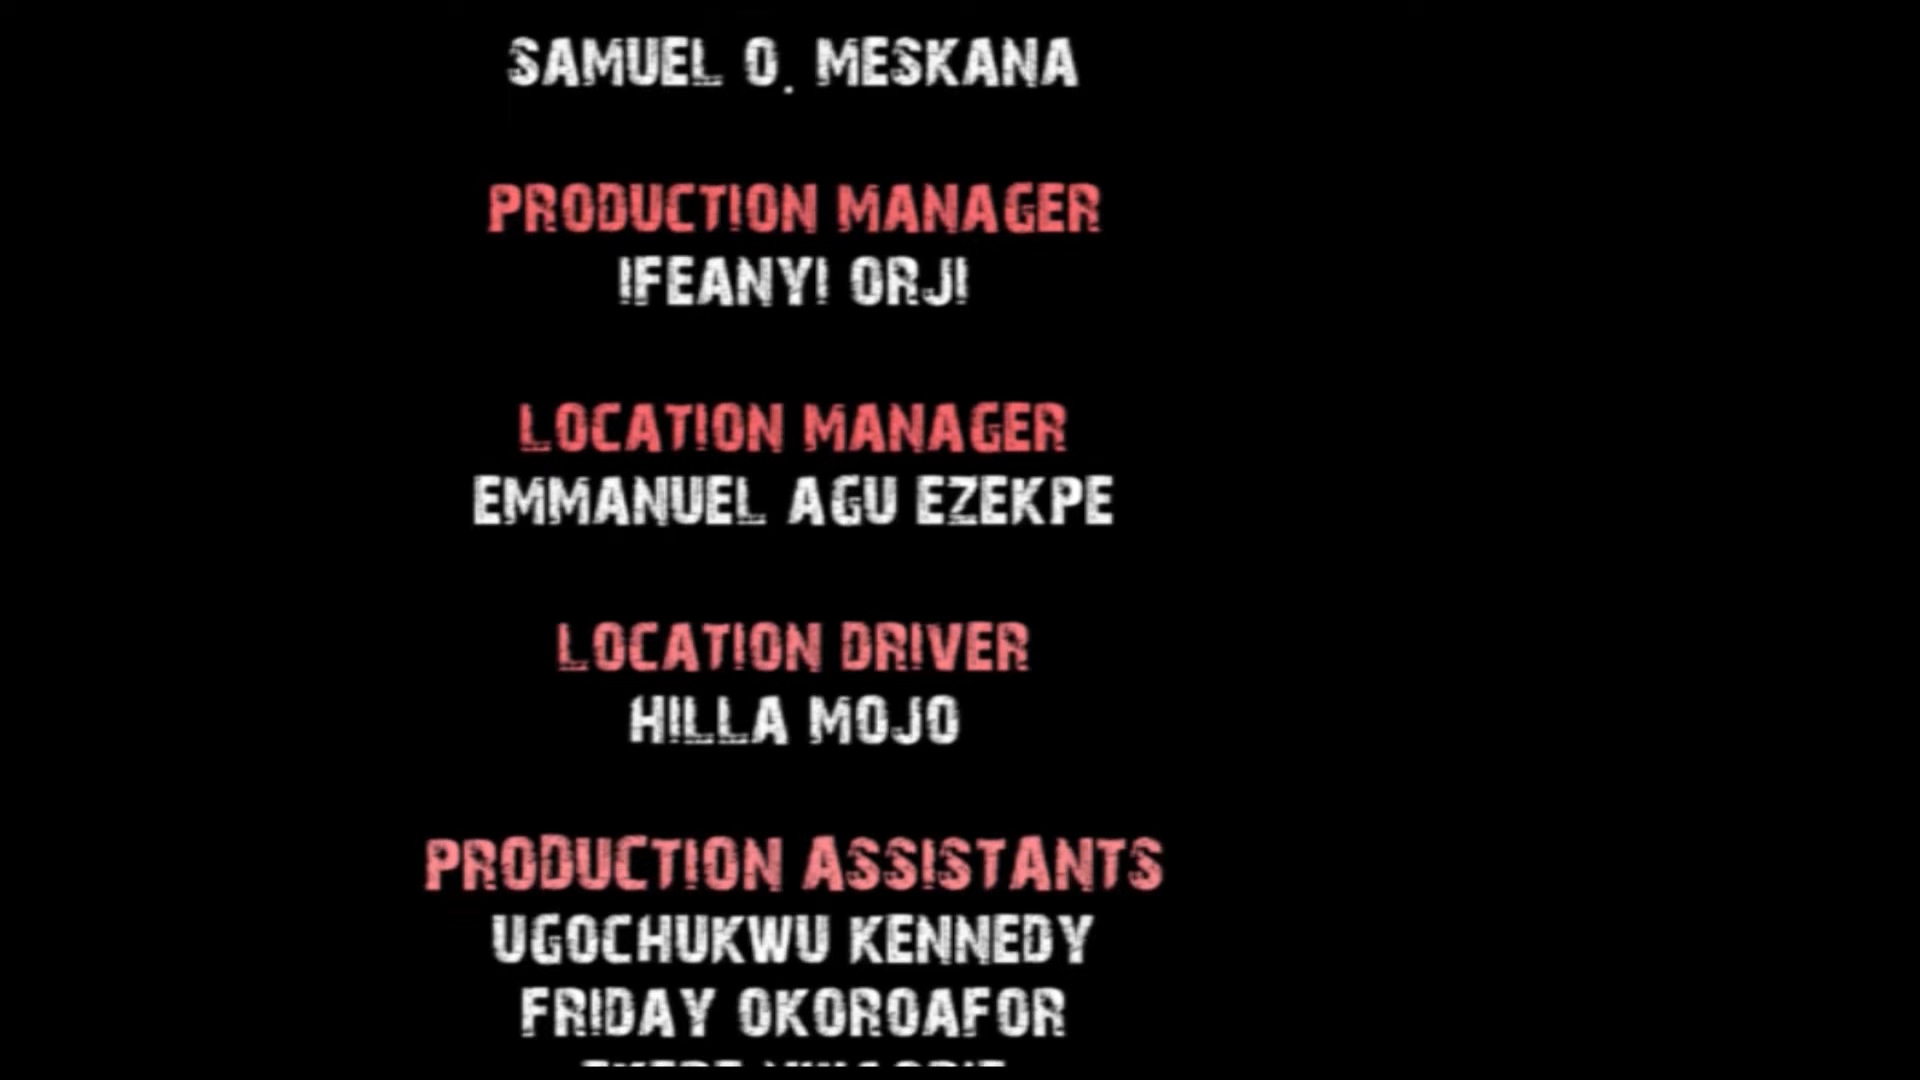 SAMUEL O. MESKANA
PRODUCTION MANAGER
IFEANYI ORJI
LOCATION MANAGER
EMMANUEL AGU EZEKPE
LOCATION DRIVER
HILLA MOJO
PRODUCTION ASSISTANTS
UGOCHUKWU KENNEDY
FRIDAY OKOROAFOR